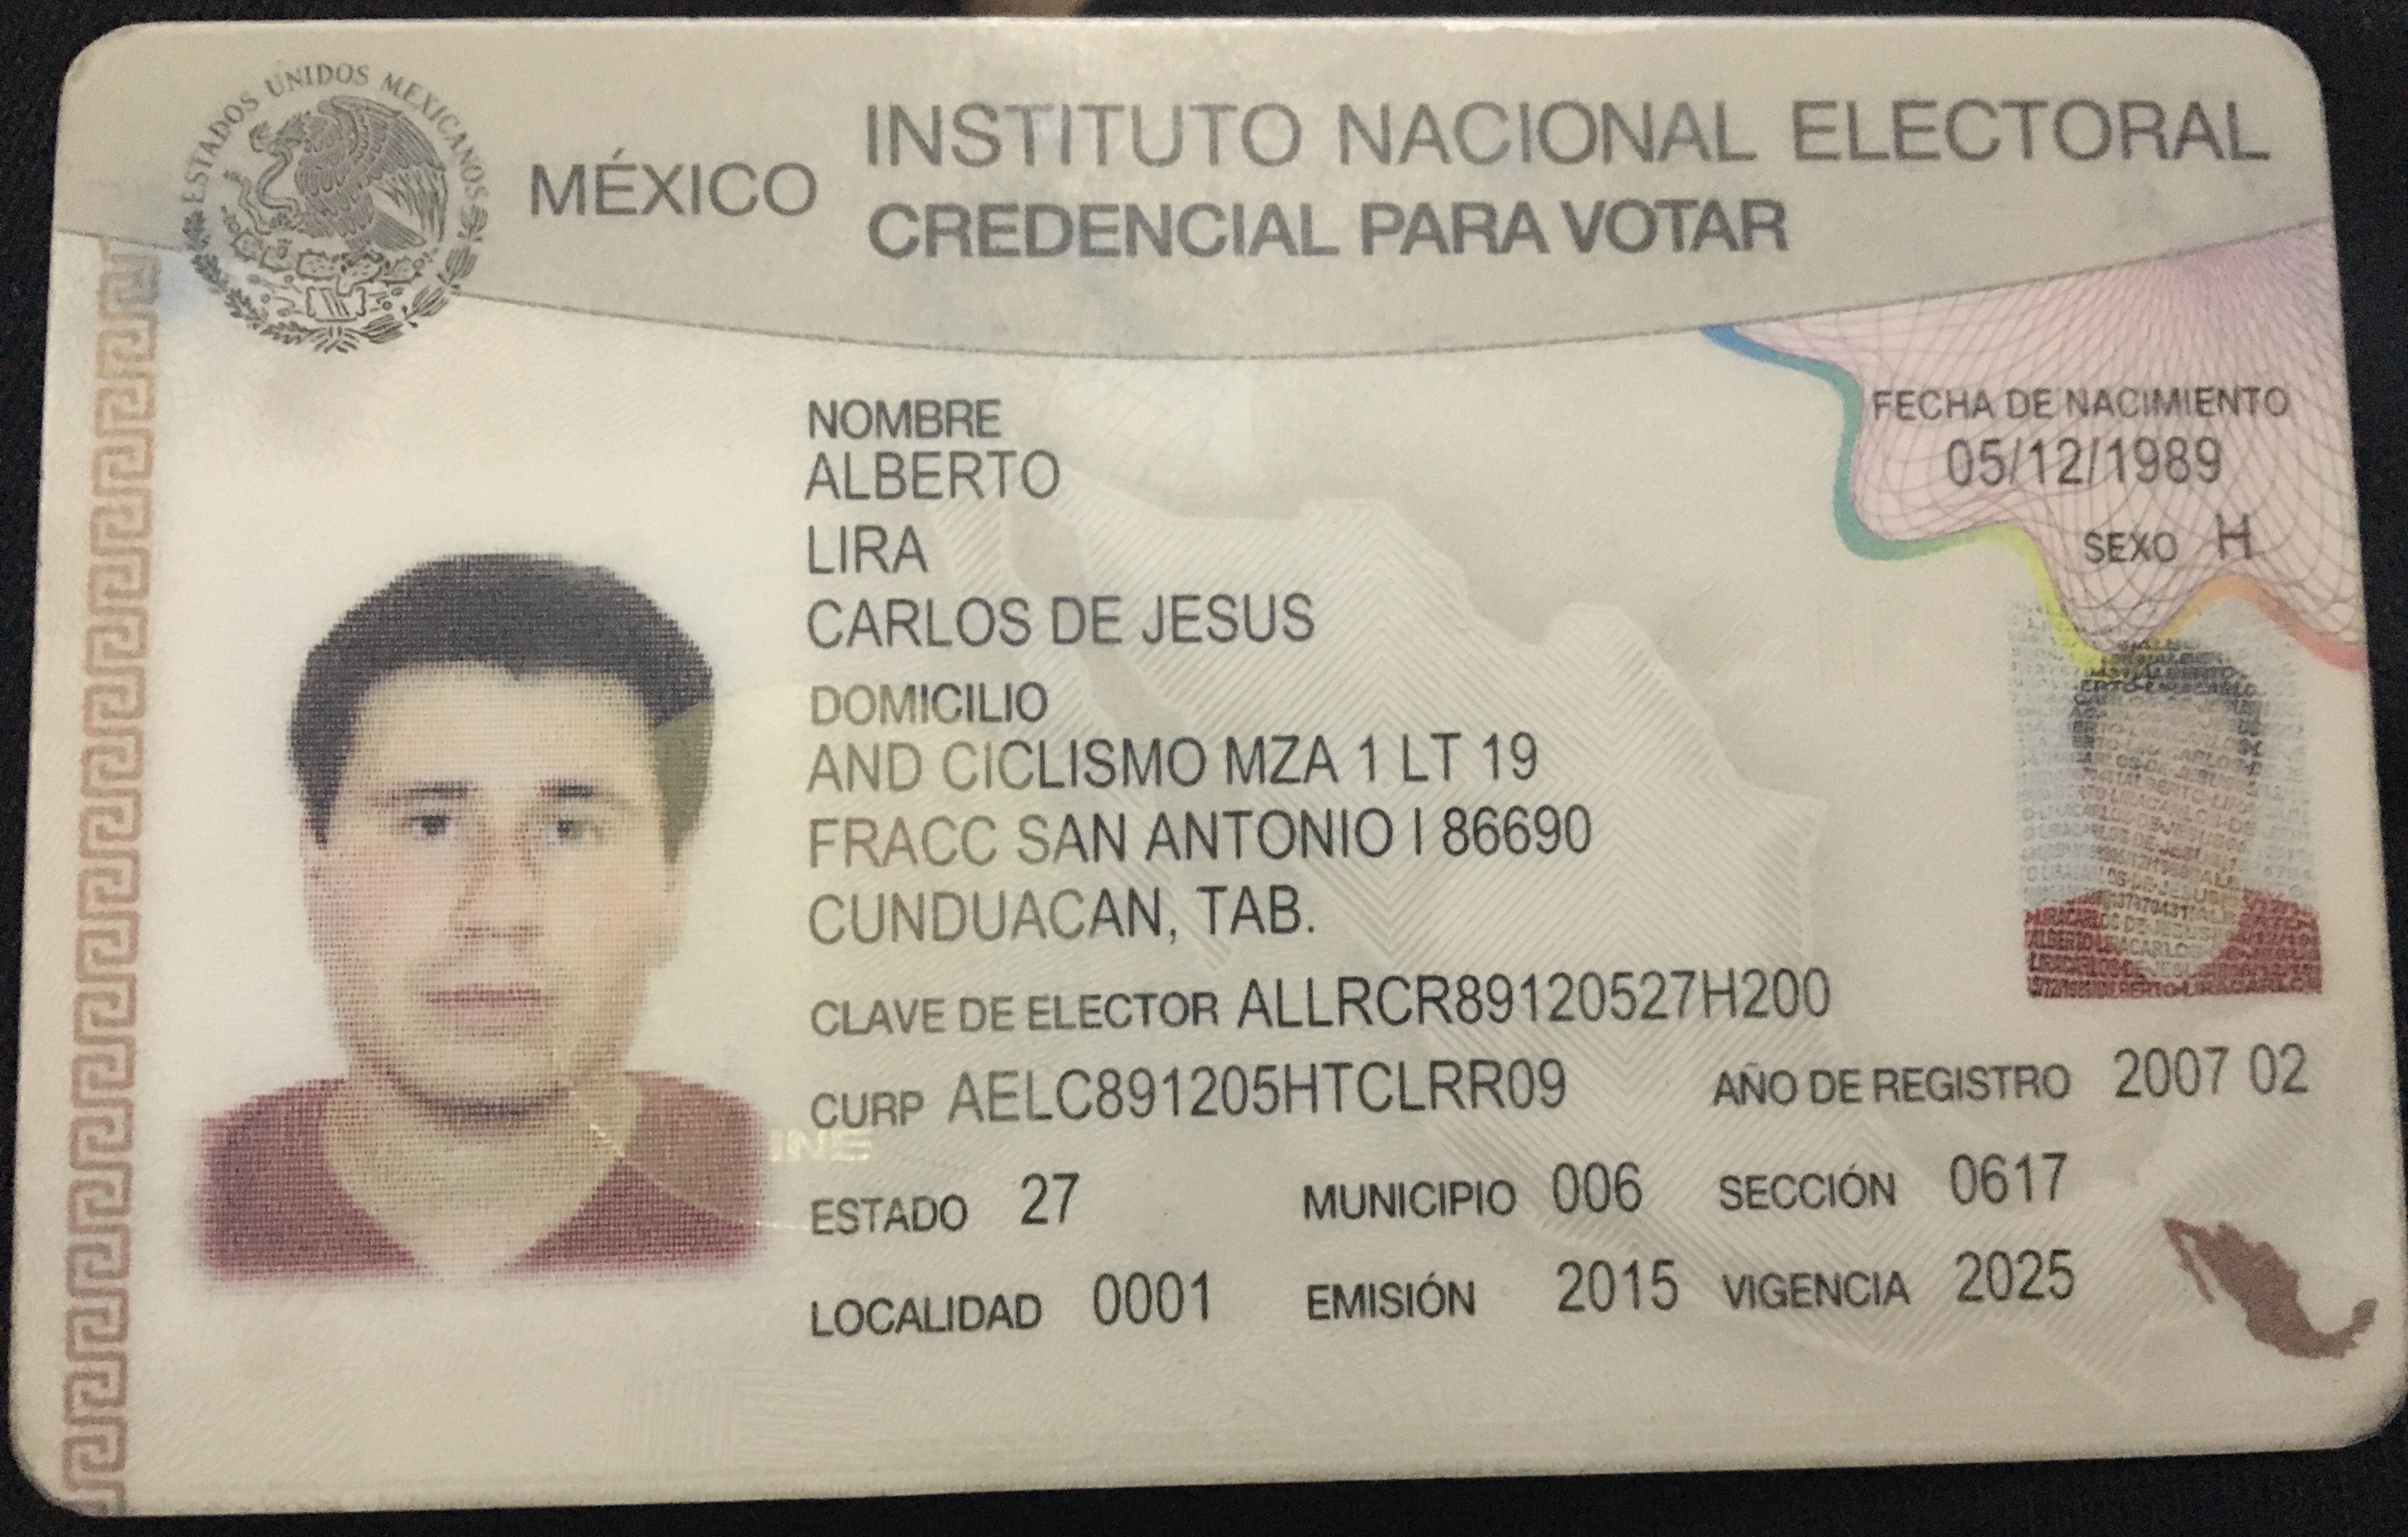 ESTADOS UNIDOS MEXICANOS
MÉXICO
INSTITUTO NACIONAL ELECTORAL
CREDENCIAL PARA VOTAR
NOMBRE
ALBERTO
LIRA
CARLOS DE JESUS
FECHA DE NACIMIENTO
05/12/1989
SEXO H
DOMICILIO
AND CICLISMO MZA 1 LT 19
FRACC SAN ANTONIO I 86690
CUNDUACAN, TAB.
CLAVE DE ELECTOR ALLRCR89120527H200
CURP AELC891205HTCLRR09 AÑO DE REGISTRO 2007 02
INE
ESTADO 27 MUNICIPIO 006 SECCIÓN 0617
LOCALIDAD 0001 EMISIÓN 2015 VIGENCIA 2025